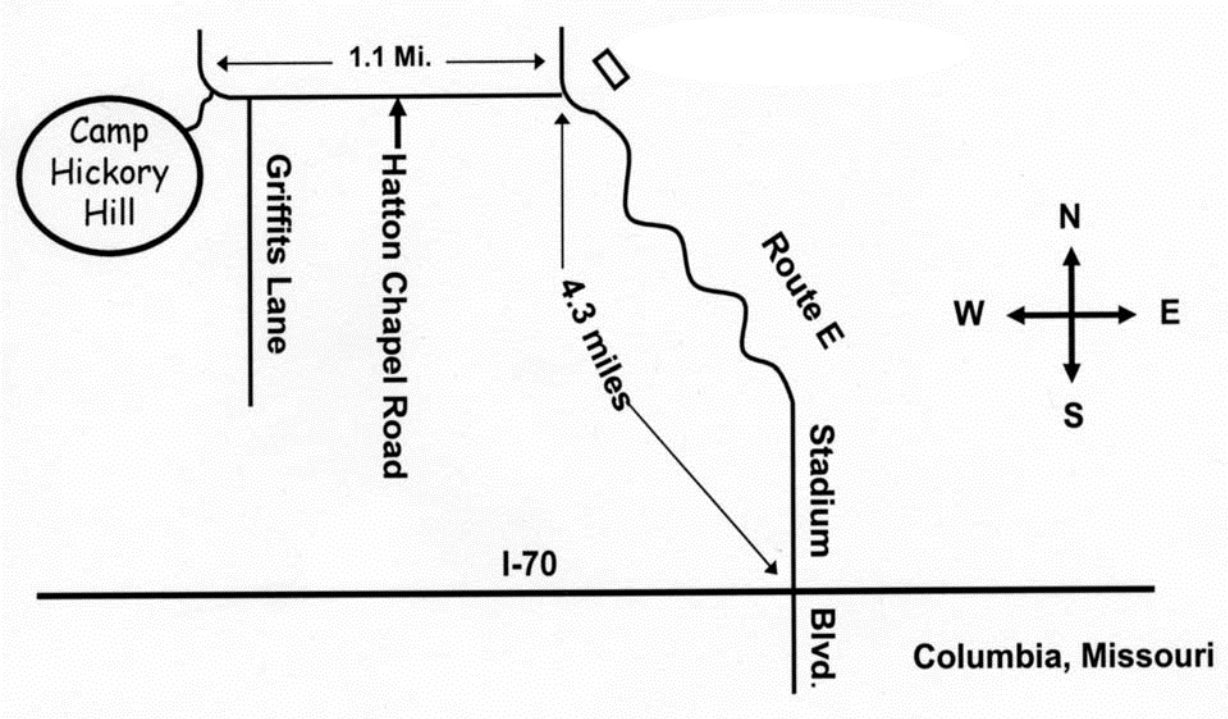 1.1 Mi.
Camp
Hickory
Hill
Griffits Lane
Hatton Chapel Road
4.3 miles
Route E
N
W
E
S
Stadium
Blvd.
I-70
Columbia, Missouri